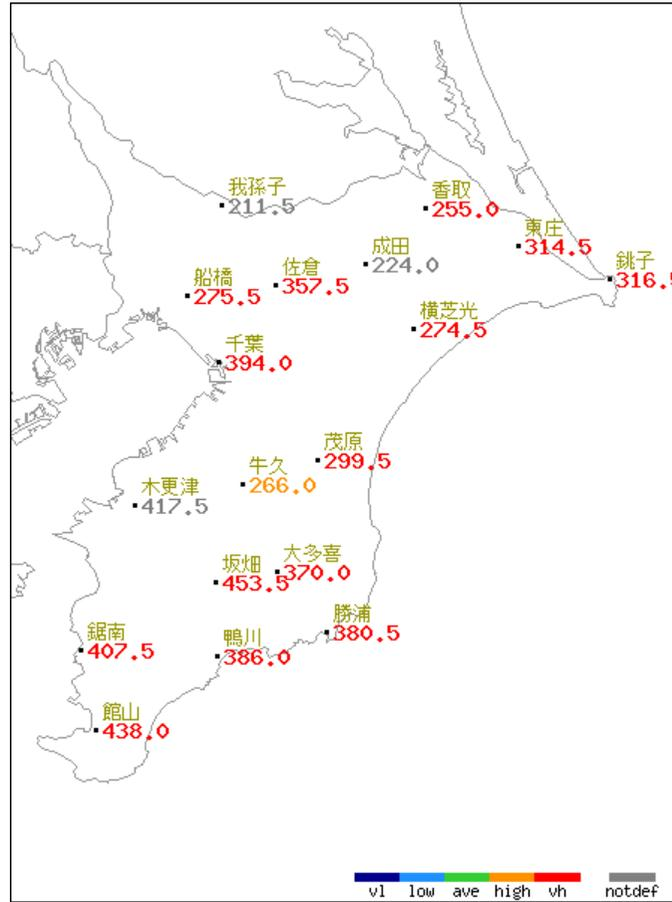 我孫子
211.5
香取
255.0
東庄
314.5
成田
224.0
銚子
316.5
佐倉
357.5
船橋
275.5
横芝光
274.5
千葉
394.0
茂原
299.5
牛久
266.0
木更津
417.5
大多喜
370.0
坂畑
453.5
勝浦
380.5
鋸南
407.5
鴨川
386.0
館山
438.0
vl low ave high vh notdef